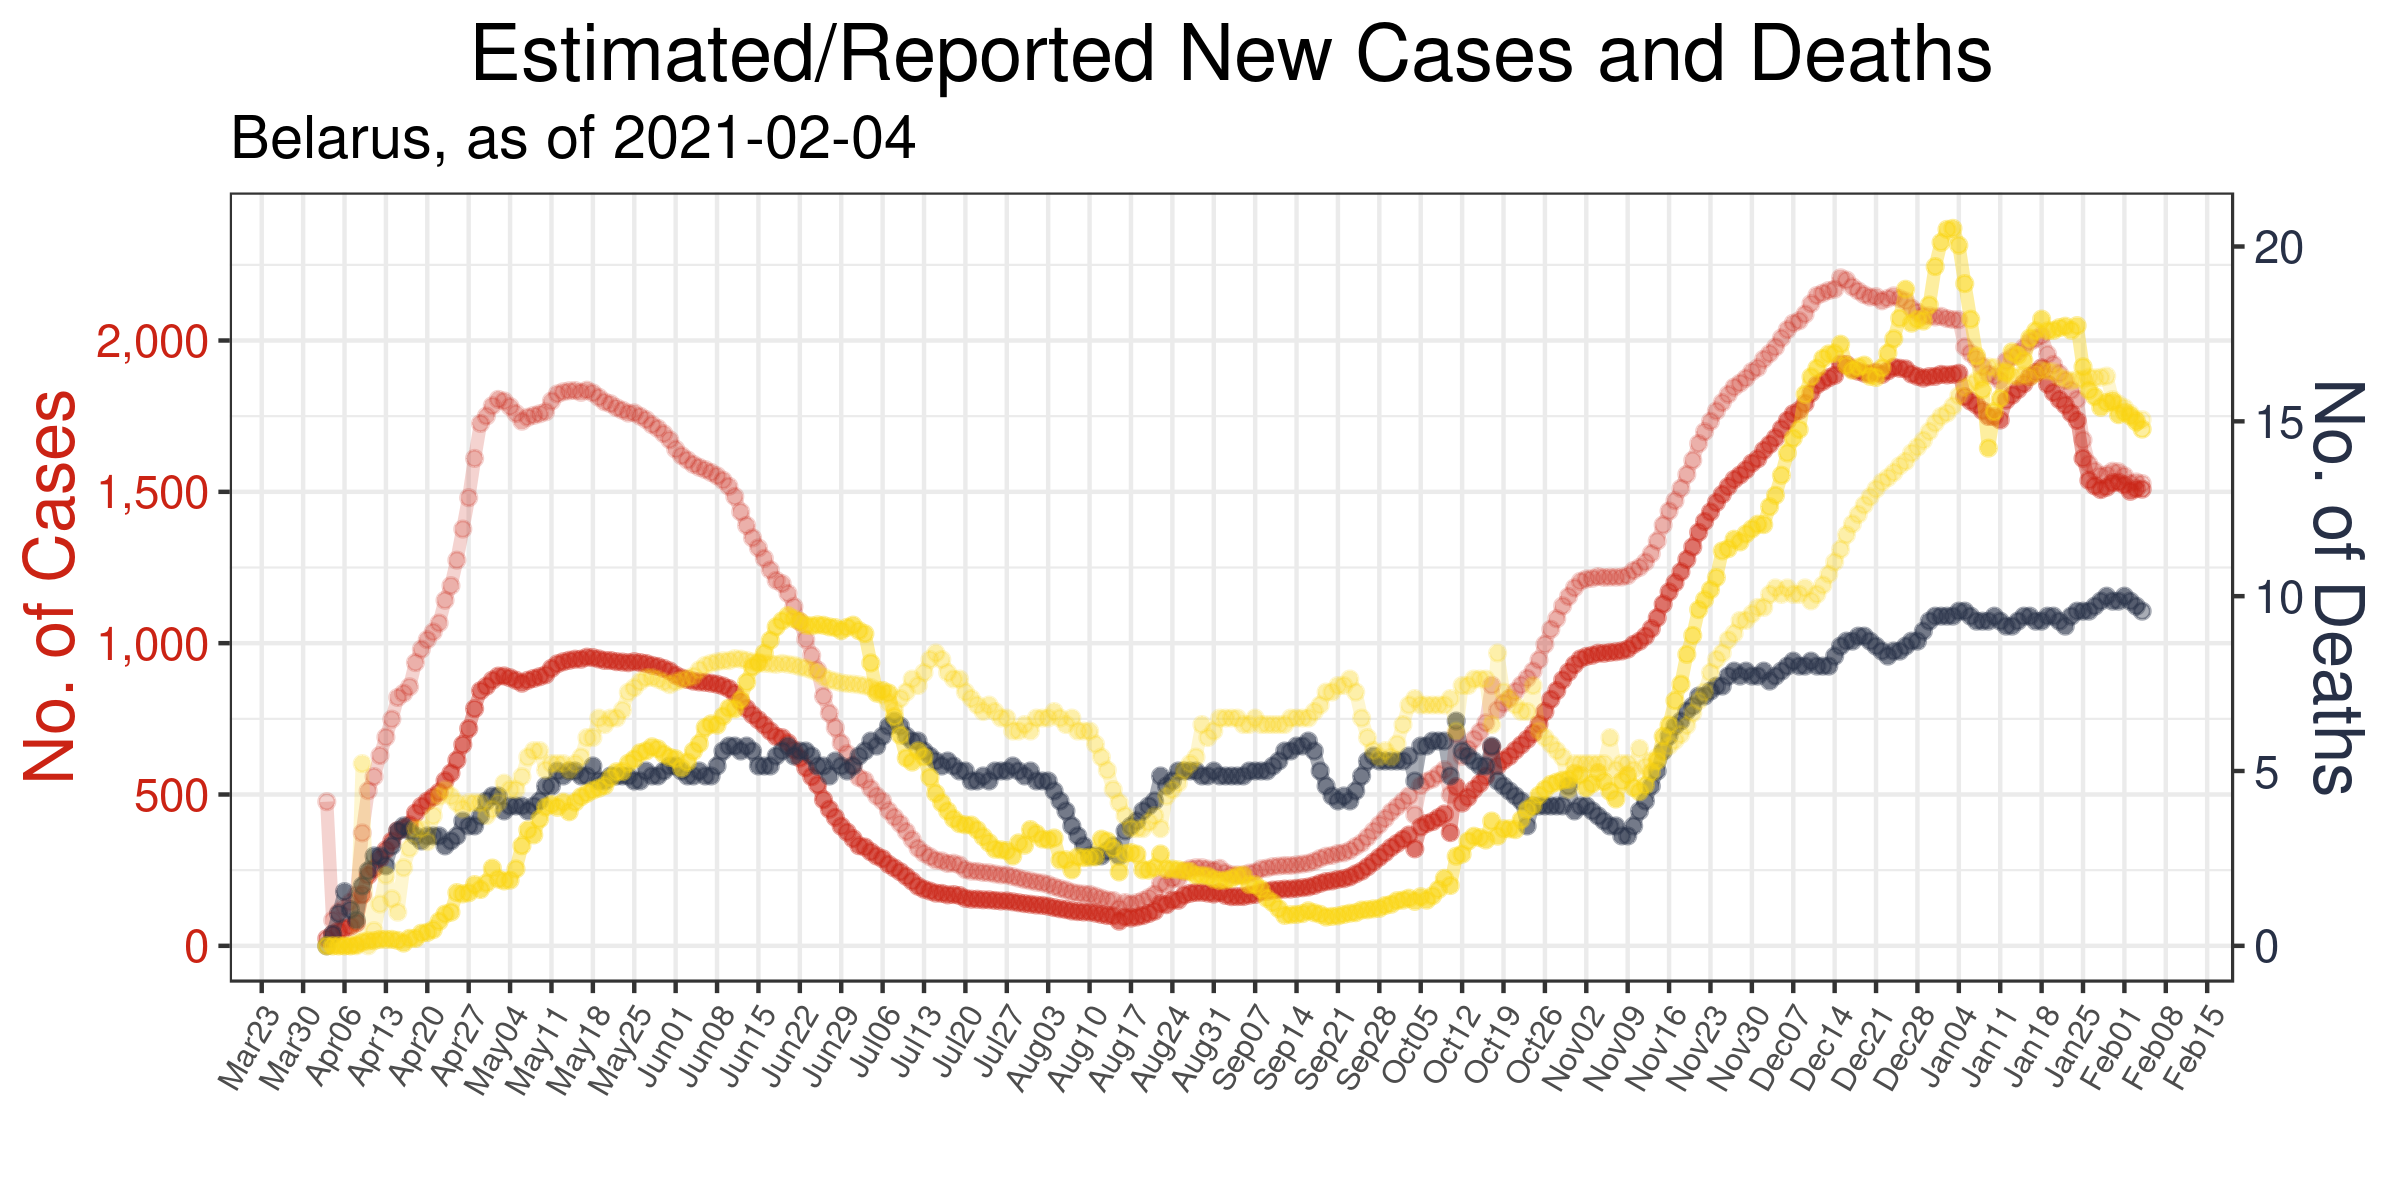 Estimated/Reported New Cases and Deaths
Belarus, as of 2021-02-04
No. of Cases
2,000
1,500
1,000
500
0
20
15
10
5
0
No. of Deaths
Mar23
Mar30
Apr06
Apr13
Apr20
Apr27
May04
May11
May18
May25
Jun01
Jun08
Jun15
Jun22
Jun29
Jul06
Jul13
Jul20
Jul27
Aug03
Aug10
Aug17
Aug24
Aug31
Sep07
Sep14
Sep21
Sep28
Oct05
Oct12
Oct19
Oct26
Nov02
Nov09
Nov16
Nov23
Nov30
Dec07
Dec14
Dec21
Dec28
Jan04
Jan11
Jan18
Jan25
Feb01
Feb08
Feb15